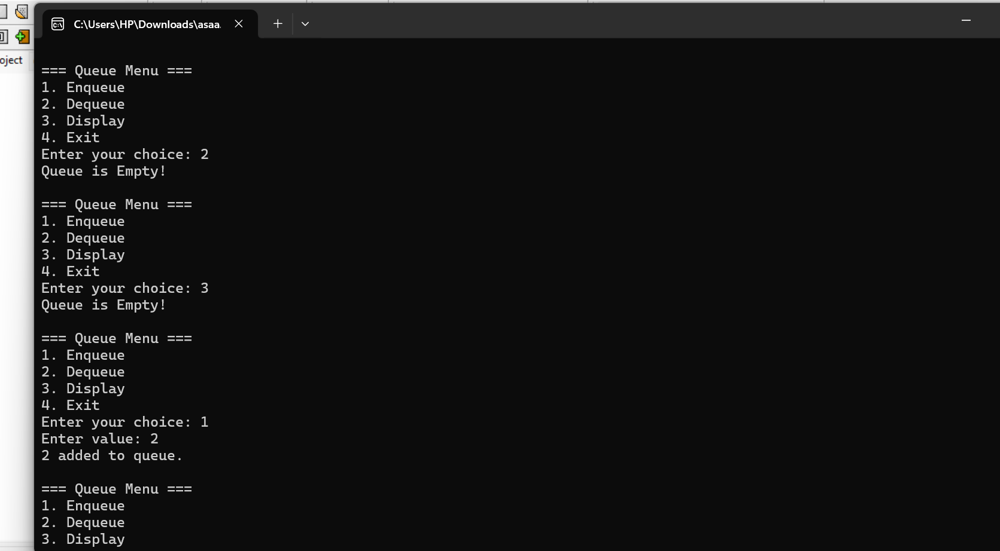 C:\Users\HP\Downloads\asaa.
oject
=== Queue Menu ===
1. Enqueue
2. Dequeue
3. Display
4. Exit
Enter your choice: 2
Queue is Empty!
=== Queue Menu ===
1. Enqueue
2. Dequeue
3. Display
4. Exit
Enter your choice: 3
Queue is Empty!
=== Queue Menu ===
1. Enqueue
2. Dequeue
3. Display
4. Exit
Enter your choice: 1
Enter value: 2
2 added to queue.
=== Queue Menu ===
1. Enqueue
2. Dequeue
3. Display